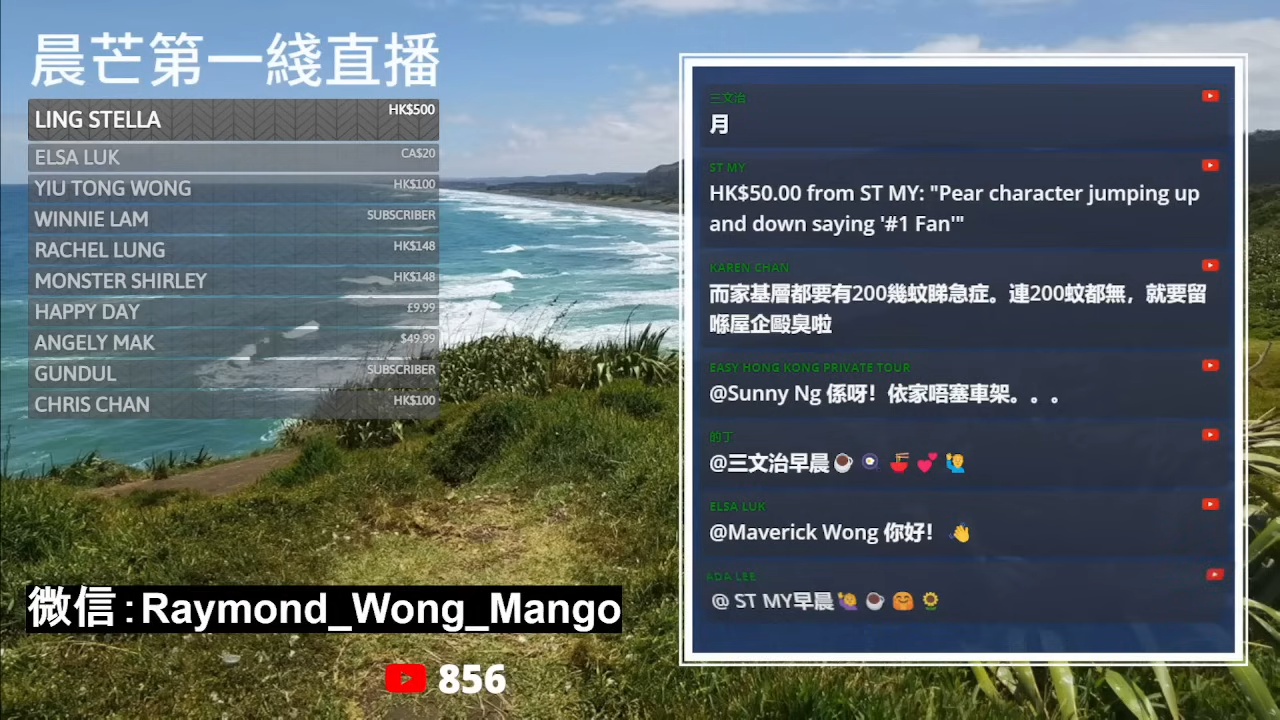 晨芒第一綫直播
LING STELLA HK$500
ELSA LUK CA$20
YIU TONG WONG HK$100
WINNIE LAM SUBSCRIBER
RACHEL LUNG HK$148
MONSTER SHIRLEY HK$148
HAPPY DAY £9.99
ANGELY MAK $49.99
GUNDUL SUBSCRIBER
CHRIS CHAN HK$100
微信:Raymond_Wong_Mango
856
三文治
月
ST MY
HK$50.00 from ST MY: "Pear character jumping up
and down saying '#1 Fan'"
KAREN CHAN
而家基層都要有200幾蚊睇急症。連200蚊都無，就要留
喺屋企毆臭啦
EASY HONG KONG PRIVATE TOUR
@Sunny Ng 係呀！依家唔塞車架。。。
的丁
@三文治早晨☕🍳🍜💕🙋‍♂️
ELSA LUK
@Maverick Wong 你好！ 👋
ADA LEE
@ ST MY早晨🙋☕🤗🌻